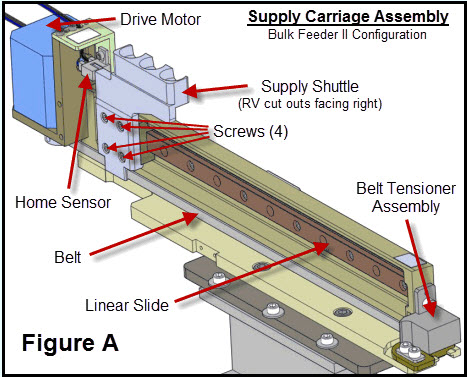 Drive Motor
Supply Carriage Assembly
Bulk Feeder II Configuration
Supply Shuttle
(RV cut outs facing right)
Screws (4)
Home Sensor
Belt Tensioner
Assembly
Belt
Linear Slide
Figure A